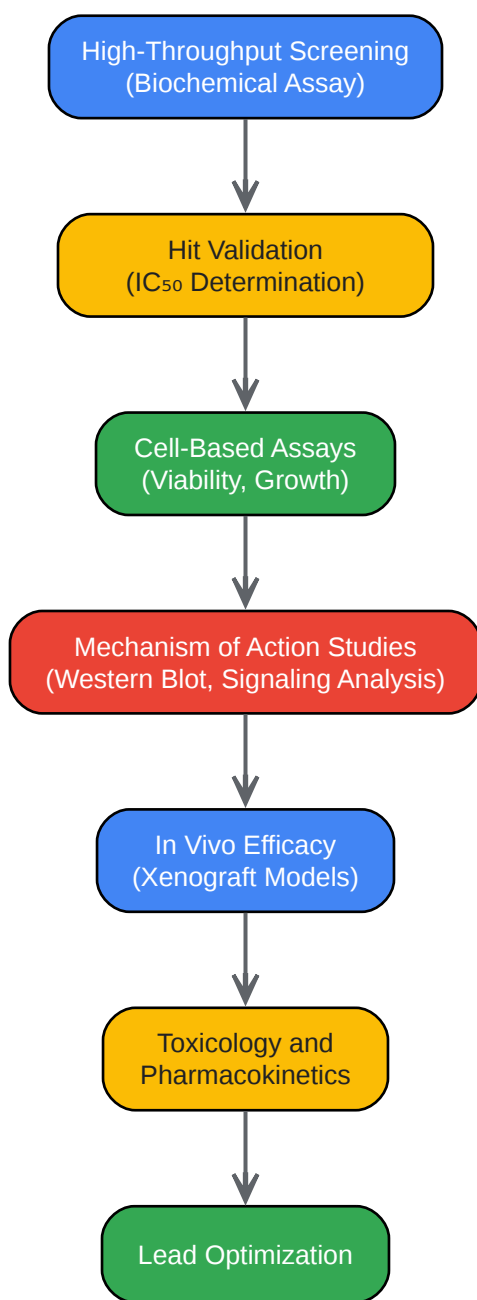 High-Throughput Screening
(Biochemical Assay)
Hit Validation
(IC₅₀ Determination)
Cell-Based Assays
(Viability, Growth)
Mechanism of Action Studies
(Western Blot, Signaling Analysis)
In Vivo Efficacy
(Xenograft Models)
Toxicology and
Pharmacokinetics
Lead Optimization